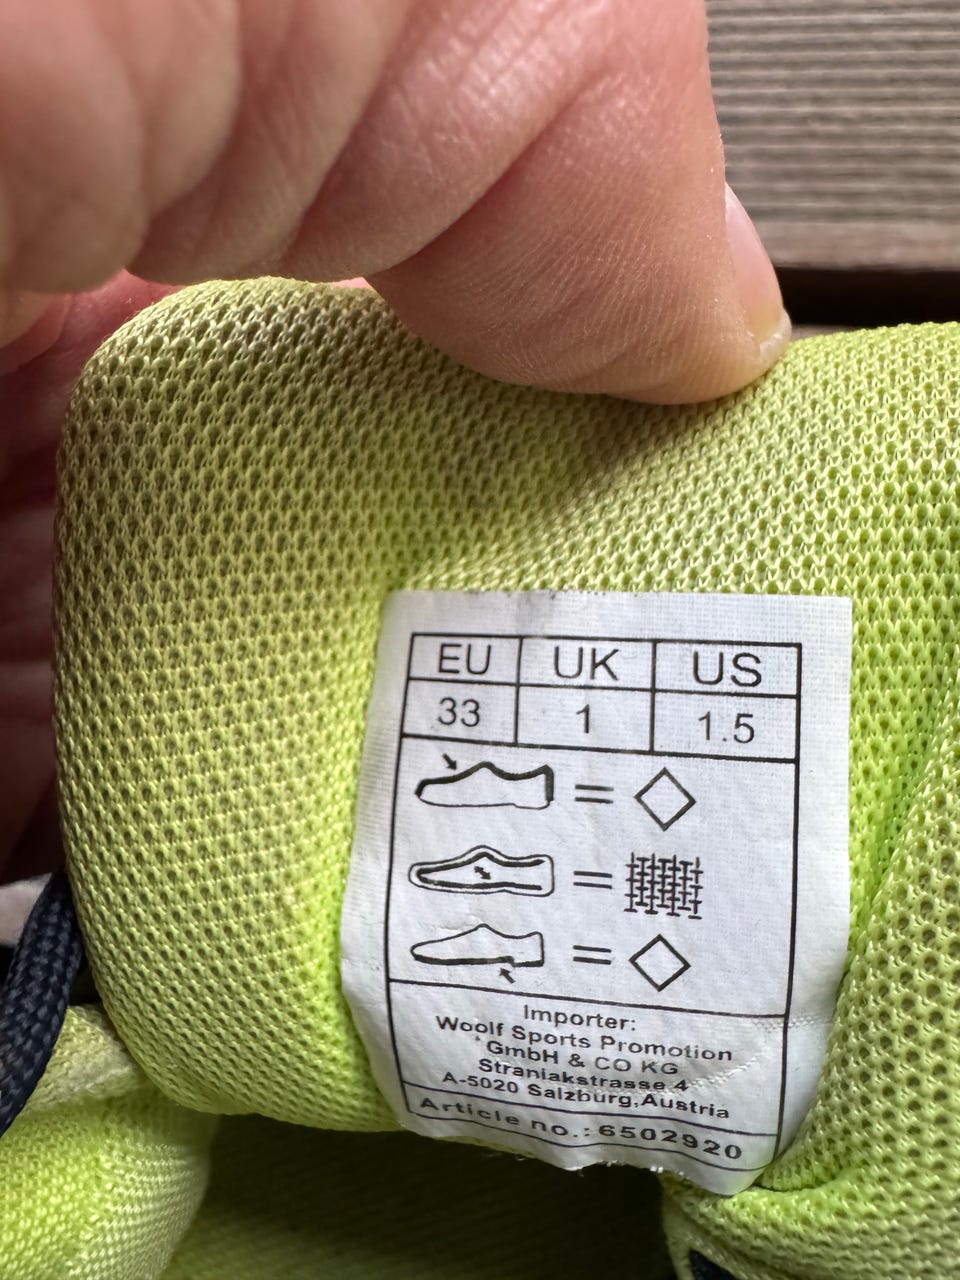 EU UK US
33 1 1.5
Importer:
Woolf Sports Promotion
GmbH & CO KG
Straniakstrasse 4
A-5020 Salzburg,Austria
Article no.:6502920